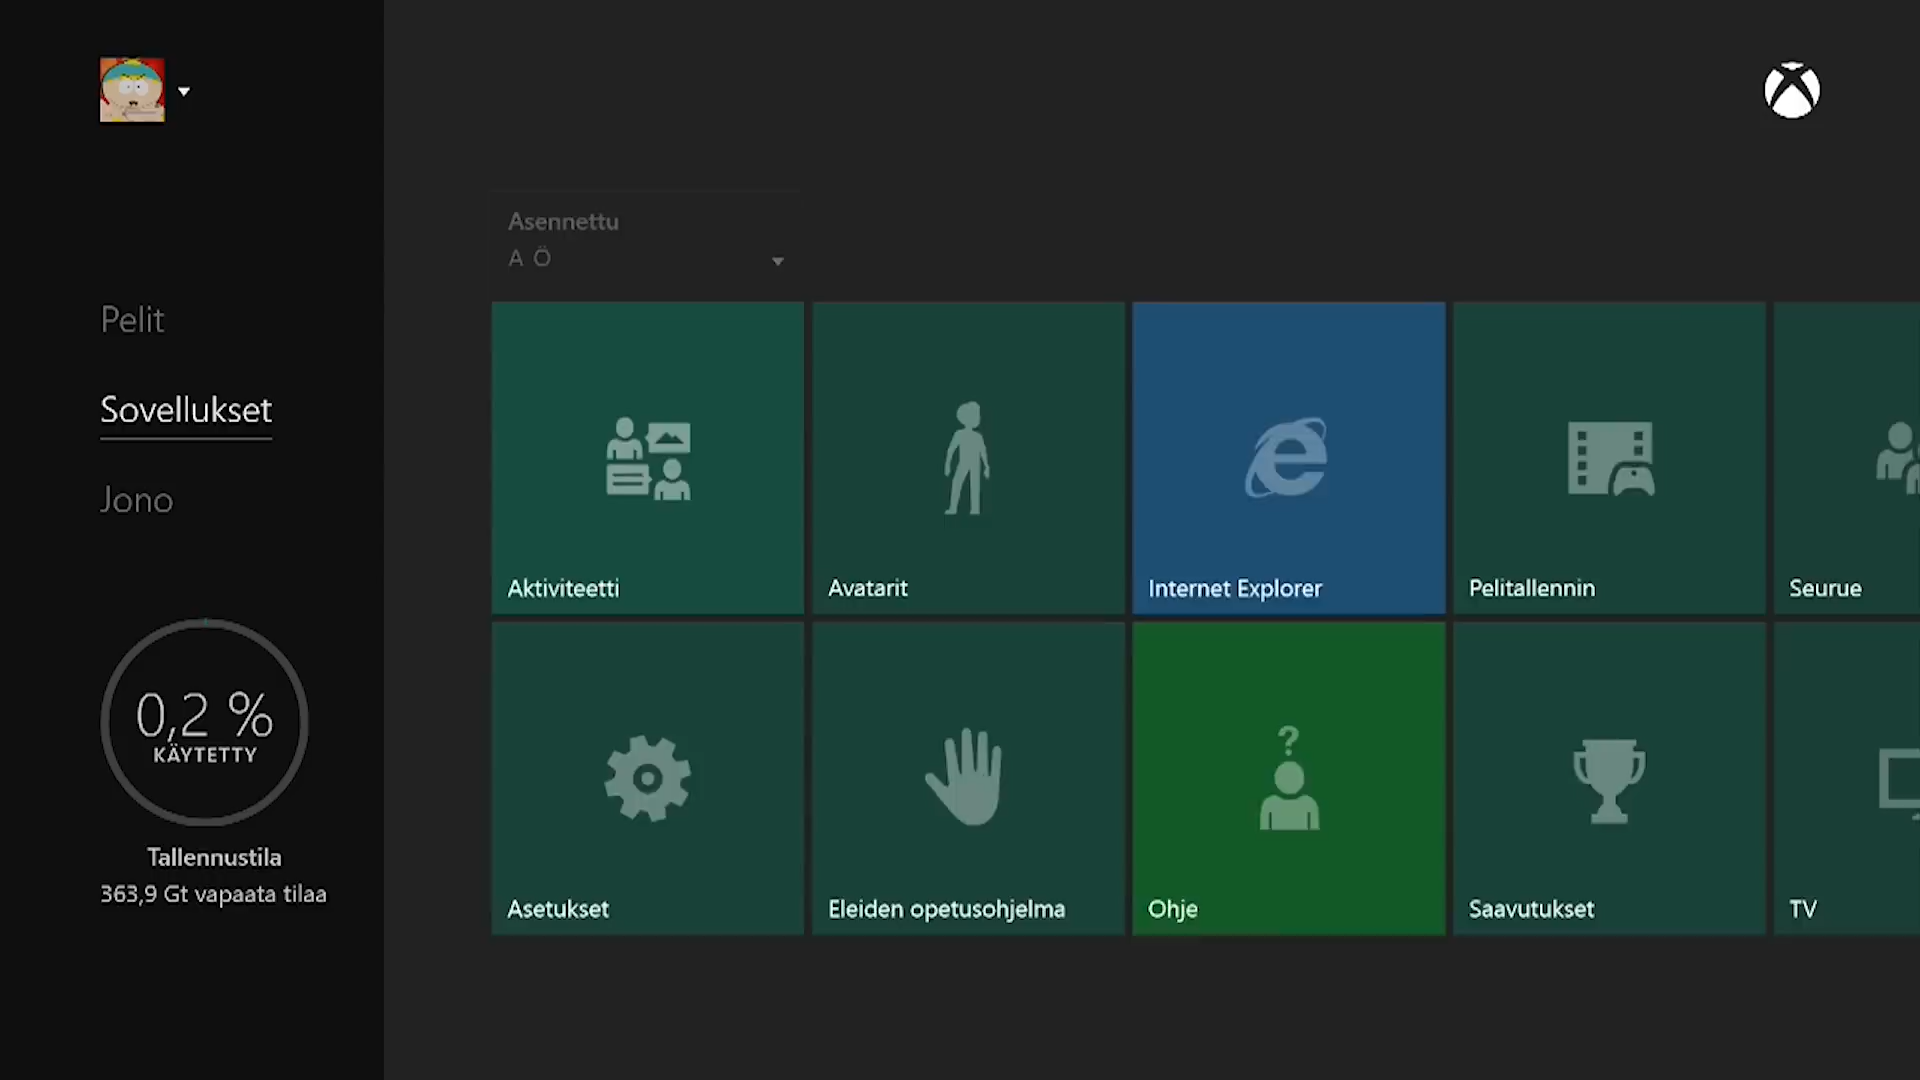 Asennettu
A Ö
Pelit
Sovellukset
Jono
0,2 %
KÄYTETTY
Tallennustila
363,9 Gt vapaata tilaa
Aktiviteetti
Avatarit
Internet Explorer
Pelitallennin
Seurue
Asetukset
Eleiden opetusohjelma
Ohje
Saavutukset
TV